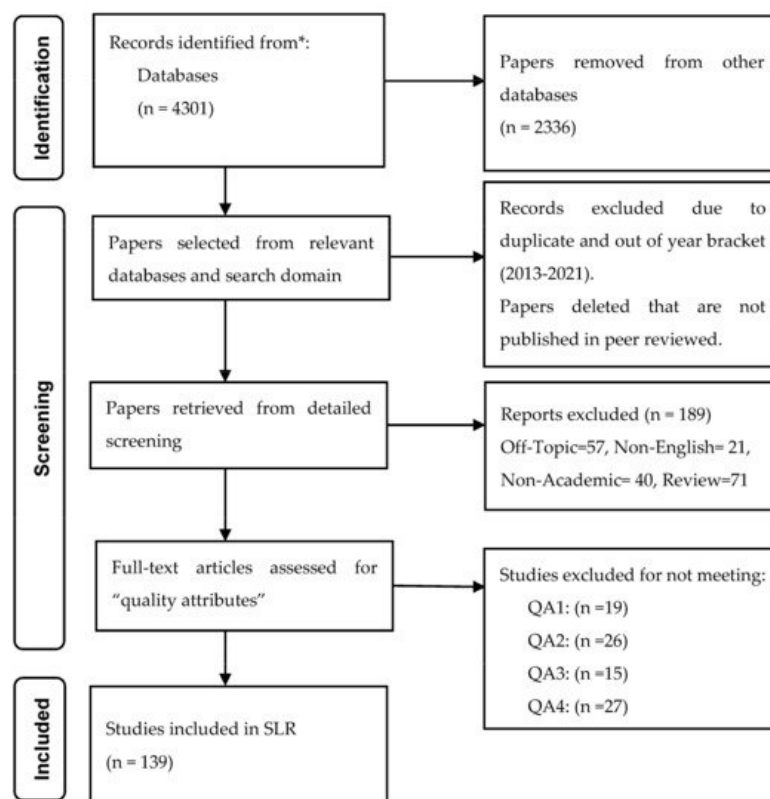 Identification
Records identified from*:
Databases
(n = 4301)
Papers removed from other
databases
(n = 2336)
Screening
Papers selected from relevant
databases and search domain
Records excluded due to
duplicate and out of year bracket
(2013-2021).
Papers deleted that are not
published in peer reviewed.
Papers retrieved from detailed
screening
Reports excluded (n = 189)
Off-Topic=57, Non-English= 21,
Non-Academic= 40, Review=71
Full-text articles assessed for
“quality attributes”
Studies excluded for not meeting:
QA1: (n =19)
QA2: (n =26)
QA3: (n =15)
QA4: (n =27)
Included
Studies included in SLR
(n = 139)